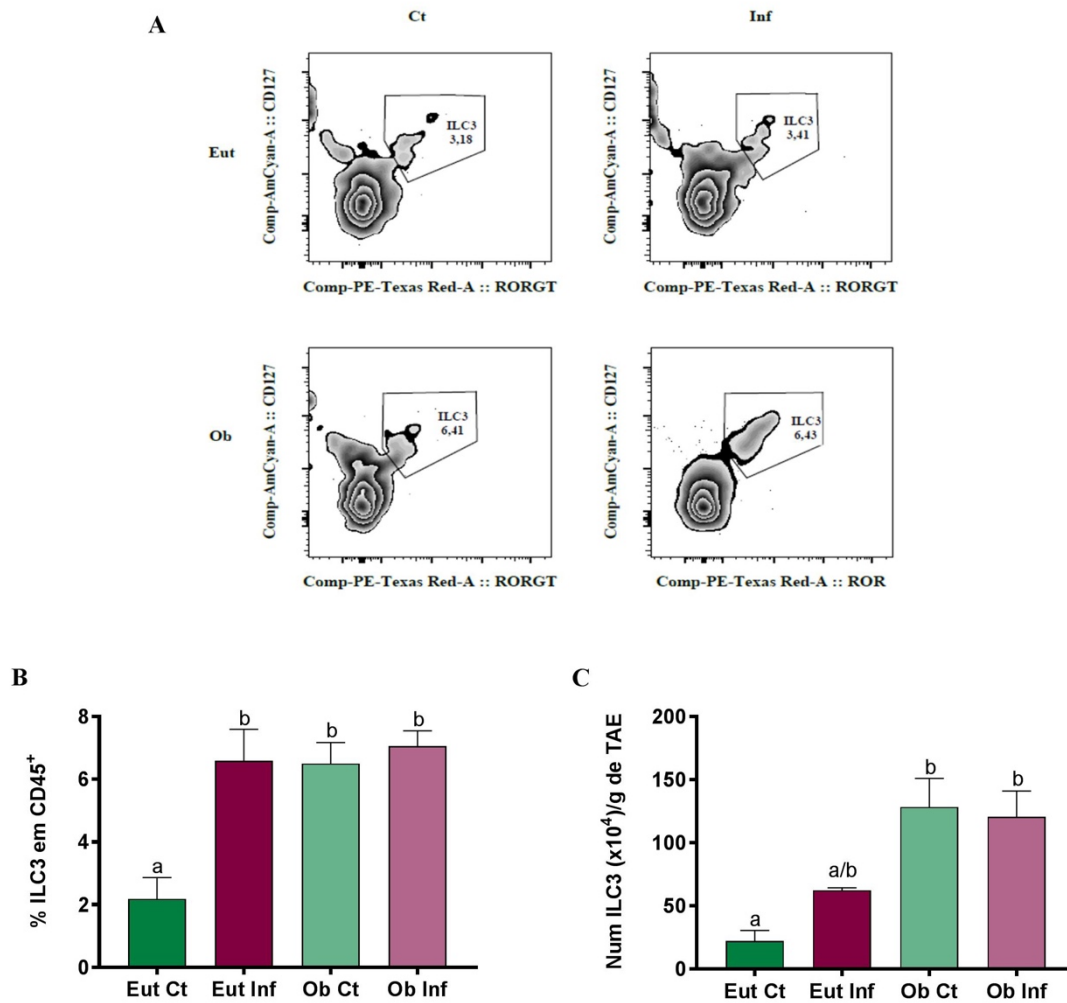 A
Ct
Inf
Eut
Comp-AmCyan-A :: CD127
ILC3
3,18
Comp-PE-Texas Red-A :: RORGT
Comp-AmCyan-A :: CD127
ILC3
3,41
Comp-PE-Texas Red-A :: RORGT
Ob
Comp-AmCyan-A :: CD127
ILC3
6,41
Comp-PE-Texas Red-A :: RORGT
Comp-AmCyan-A :: CD127
ILC3
6,43
Comp-PE-Texas Red-A :: ROR
B
% ILC3 em CD45⁺
8
6
4
2
0
a
b
b
b
Eut Ct
Eut Inf
Ob Ct
Ob Inf
C
Num ILC3 (x10⁴)/g de TAE
200
150
100
50
0
a
a/b
b
b
Eut Ct
Eut Inf
Ob Ct
Ob Inf